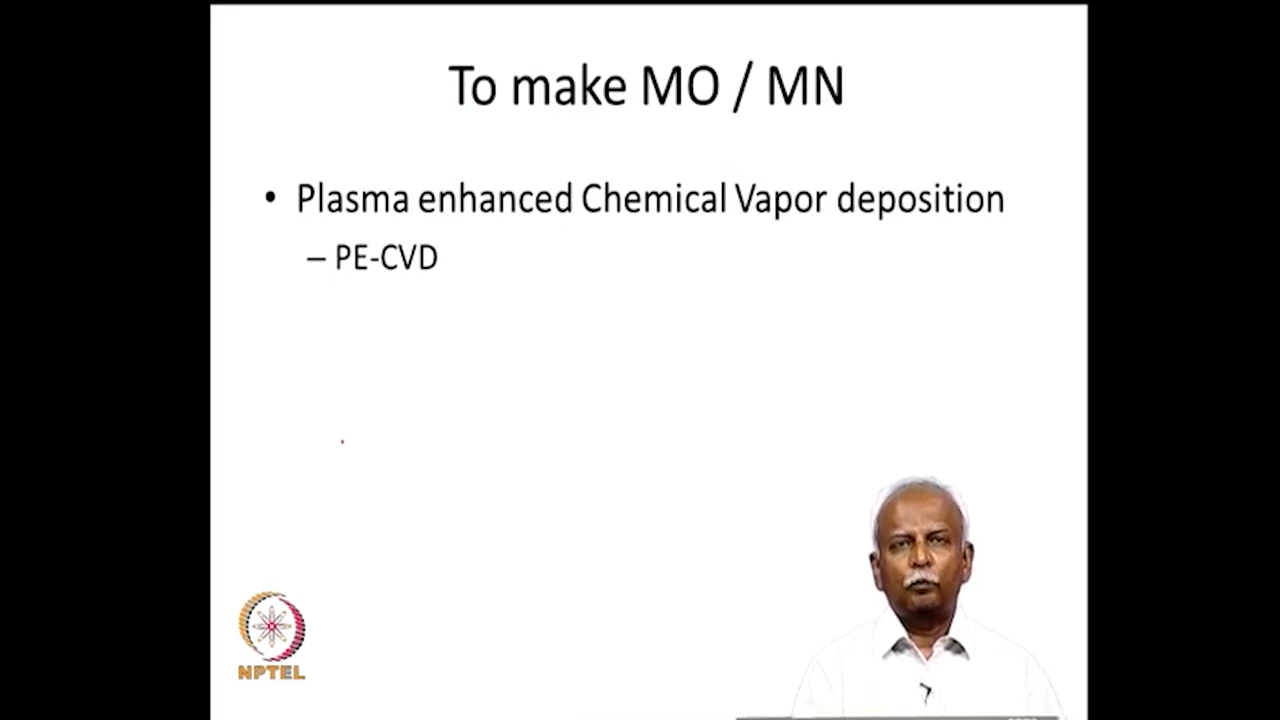 To make MO / MN
• Plasma enhanced Chemical Vapor deposition
– PE-CVD
NPTEL